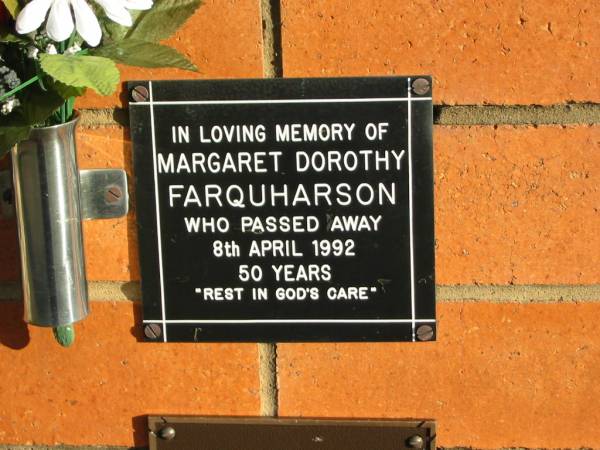 IN LOVING MEMORY OF
MARGARET DOROTHY
FARQUHARSON
WHO PASSED AWAY
8th APRIL 1992
50 YEARS
"REST IN GOD'S CARE"